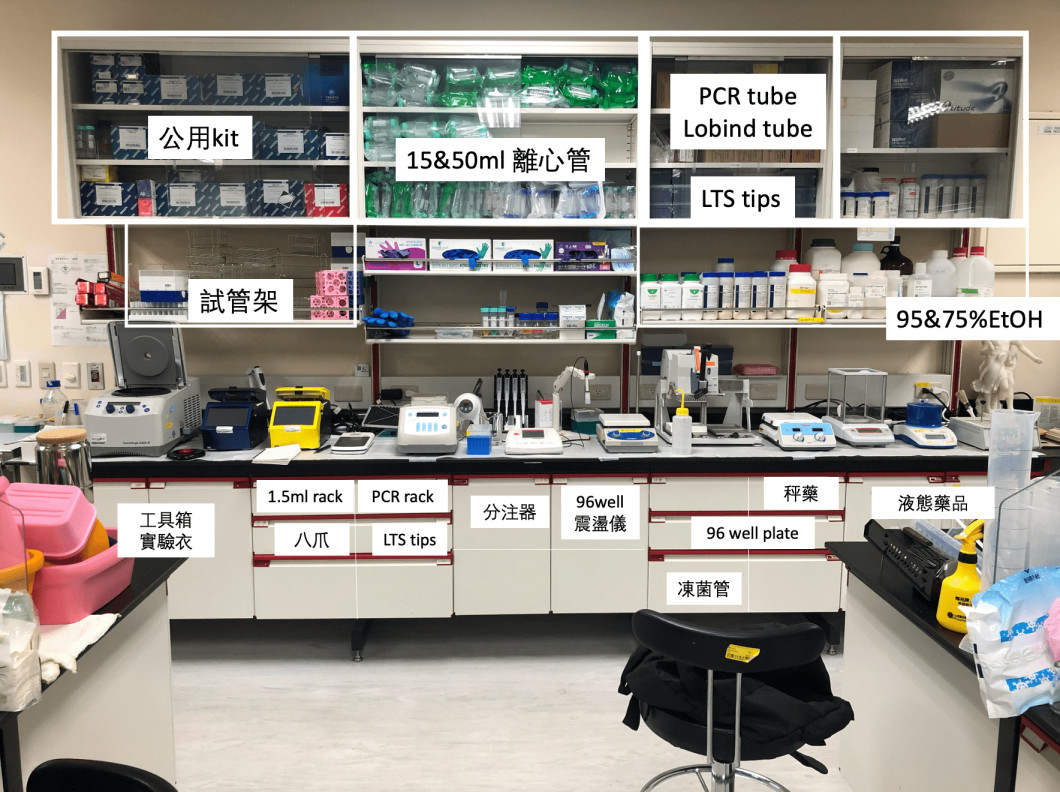 公用kit
15&50ml 離心管
PCR tube
Lobind tube
LTS tips
試管架
95&75%EtOH
工具箱
實驗衣
1.5ml rack
PCR rack
八爪
LTS tips
分注器
96well
震盪儀
秤藥
96 well plate
凍菌管
液態藥品